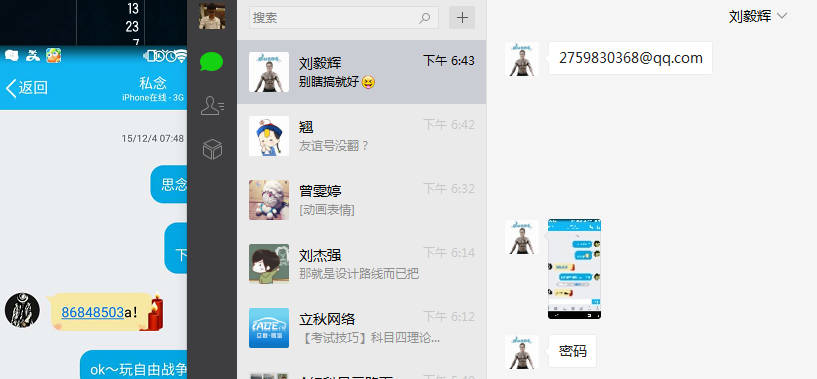 13
23
7
返回
私念
iPhone在线 - 3G
15/12/4 07:48
思念
下
86848503a!
ok～玩自由战争
搜索
刘毅辉
下午 6:43
别瞎搞就好
翘
下午 6:42
友谊号没翻？
曾雯婷
下午 6:32
[动画表情]
刘杰强
下午 6:14
那就是设计路线而已把
立秋网络
下午 6:12
【考试技巧】科目四理论...
刘毅辉
2759830368@qq.com
密码